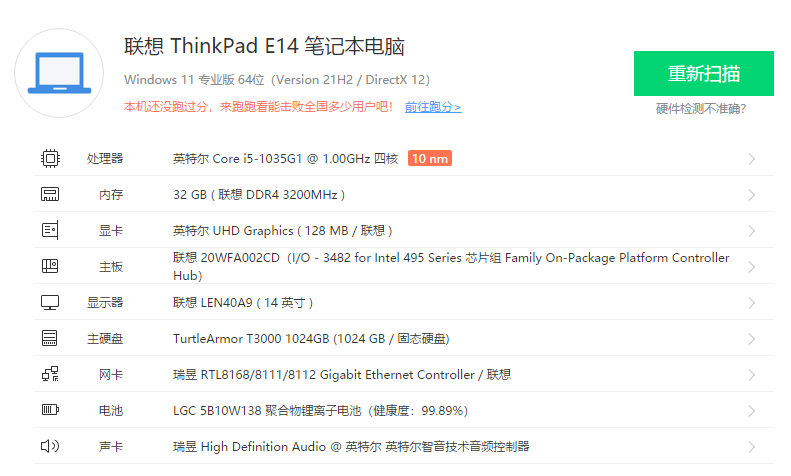 联想 ThinkPad E14 笔记本电脑
Windows 11 专业版 64位（Version 21H2 / DirectX 12）
本机还没跑过分，来跑跑看能击败全国多少用户吧！ 前往跑分>
重新扫描
硬件检测不准确?
处理器 英特尔 Core i5-1035G1 @ 1.00GHz 四核 10 nm
内存 32 GB ( 联想 DDR4 3200MHz )
显卡 英特尔 UHD Graphics ( 128 MB / 联想 )
主板 联想 20WFA002CD（I/O - 3482 for Intel 495 Series 芯片组 Family On-Package Platform Controller
Hub）
显示器 联想 LEN40A9 ( 14 英寸 )
主硬盘 TurtleArmor T3000 1024GB (1024 GB / 固态硬盘)
网卡 瑞昱 RTL8168/8111/8112 Gigabit Ethernet Controller / 联想
电池 LGC 5B10W138 聚合物锂离子电池（健康度：99.89%）
声卡 瑞昱 High Definition Audio @ 英特尔 英特尔智音技术音频控制器